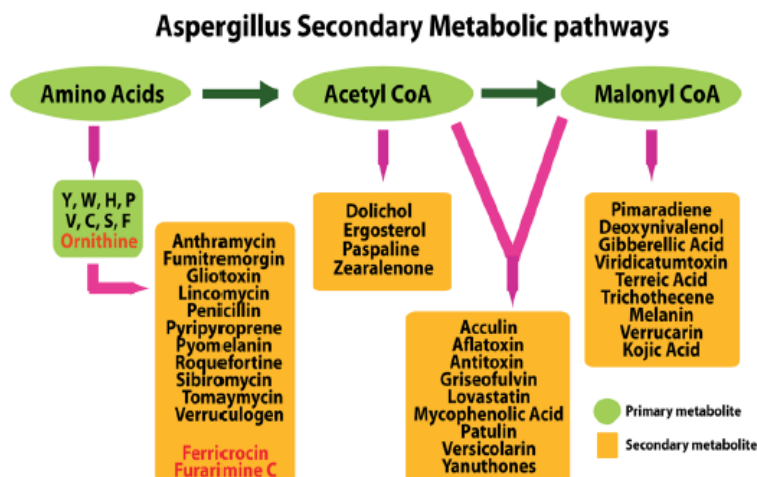 Aspergillus Secondary Metabolic pathways
Amino Acids
Acetyl CoA
Malonyl CoA
Y, W, H, P
V, C, S, F
Ornithine
Anthramycin
Fumitremorgin
Gliotoxin
Lincomycin
Penicillin
Pyripyroprene
Pyomelanin
Roquefortine
Sibiromycin
Tomaymycin
Verruculogen
Ferricrocin
Furarimine C
Dolichol
Ergosterol
Paspaline
Zearalenone
Acculin
Aflatoxin
Antitoxin
Griseofulvin
Lovastatin
Mycophenolic Acid
Patulin
Versicolarin
Yanuthones
Pimaradiene
Deoxynivalenol
Gibberellic Acid
Viridicatumtoxin
Terreic Acid
Trichothecene
Melanin
Verrucarin
Kojic Acid
Primary metabolite
Secondary metabolite